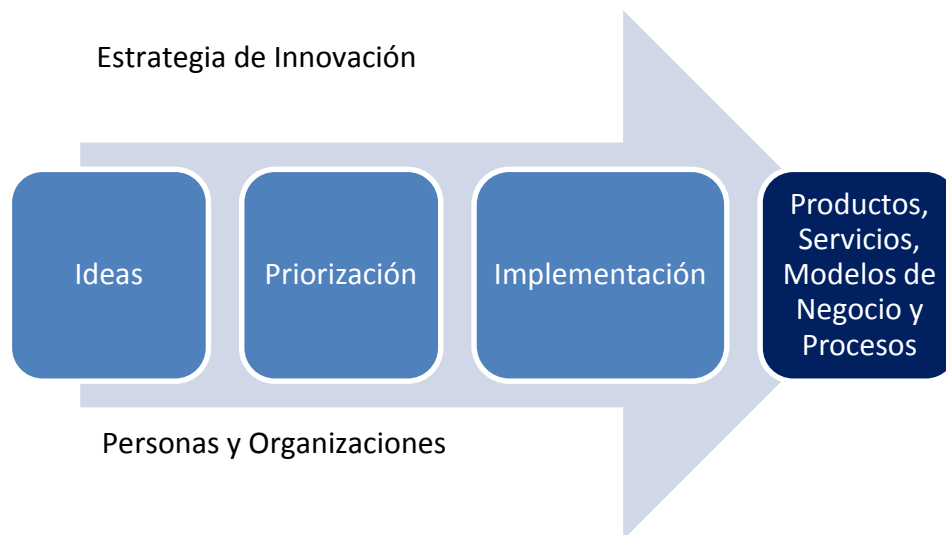 Estrategia de Innovación
Ideas
Priorización
Implementación
Productos,
Servicios,
Modelos de
Negocio y
Procesos
Personas y Organizaciones